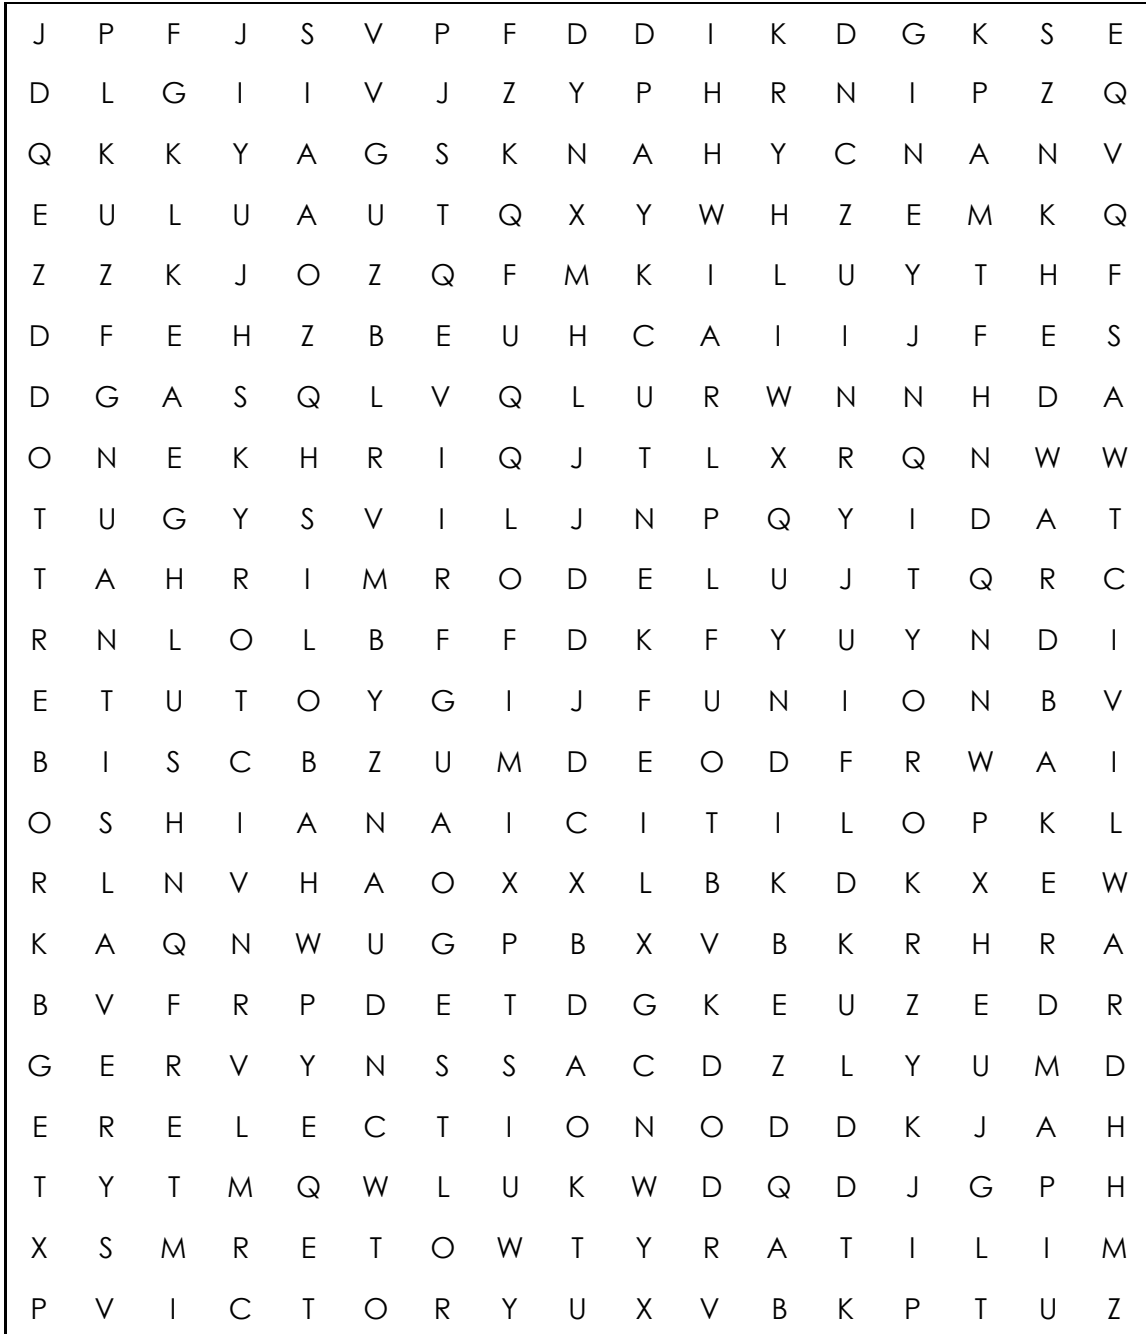 J P F J S V P F D D I K D G K S E
D L G I I V J Z Y P H R N I P Z Q
Q K K Y A G S K N A H Y C N A N V
E U L U A U T Q X Y W H Z E M K Q
Z Z K J O Z Q F M K I L U Y T H F
D F E H Z B E U H C A I I J F E S
D G A S Q L V Q L U R W N N H D A
O N E K H R I Q J T L X R Q N W W
T U G Y S V I L J N P Q Y I D A T
T A H R I M R O D E L U J T Q R C
R N L O L B F F D K F Y U Y N D I
E T U T O Y G I J F U N I O N B V
B I S C B Z U M D E O D F R W A I
O S H I A N A I C I T I L O P K L
R L N V H A O X X L B K D K X E W
K A Q N W U G P B X V B K R H R A
B V F R P D E T D G K E U Z E D R
G E R V Y N S S A C D Z L Y U M D
E R E L E C T I O N O D D K J A H
T Y T M Q W L U K W D Q D J G P H
X S M R E T O W T Y R A T I L I M
P V I C T O R Y U X V B K P T U Z